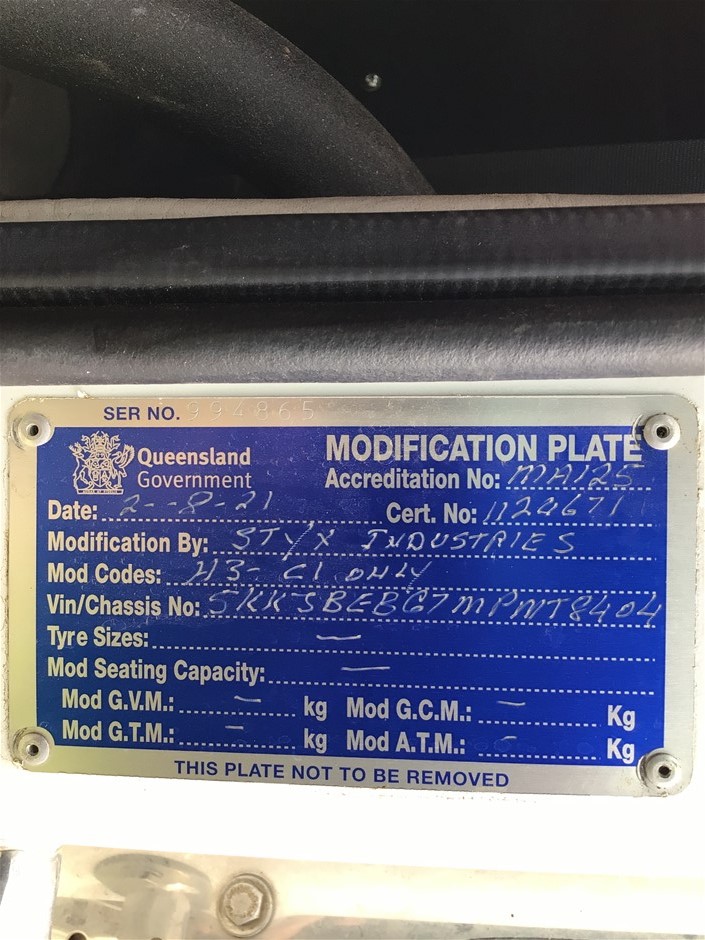 SER NO. 994865
Queensland Government
MODIFICATION PLATE
Accreditation No: MA125
Date: 2-8-21 Cert. No: 1124671
Modification By: STYX INDUSTRIES
Mod Codes: H3- C1 ONLY
Vin/Chassis No: 5KKJBEBG7MPMT8404
Tyre Sizes: —
Mod Seating Capacity: —
Mod G.V.M.: — kg Mod G.C.M.: — Kg
Mod G.T.M.: — kg Mod A.T.M.: - Kg
THIS PLATE NOT TO BE REMOVED